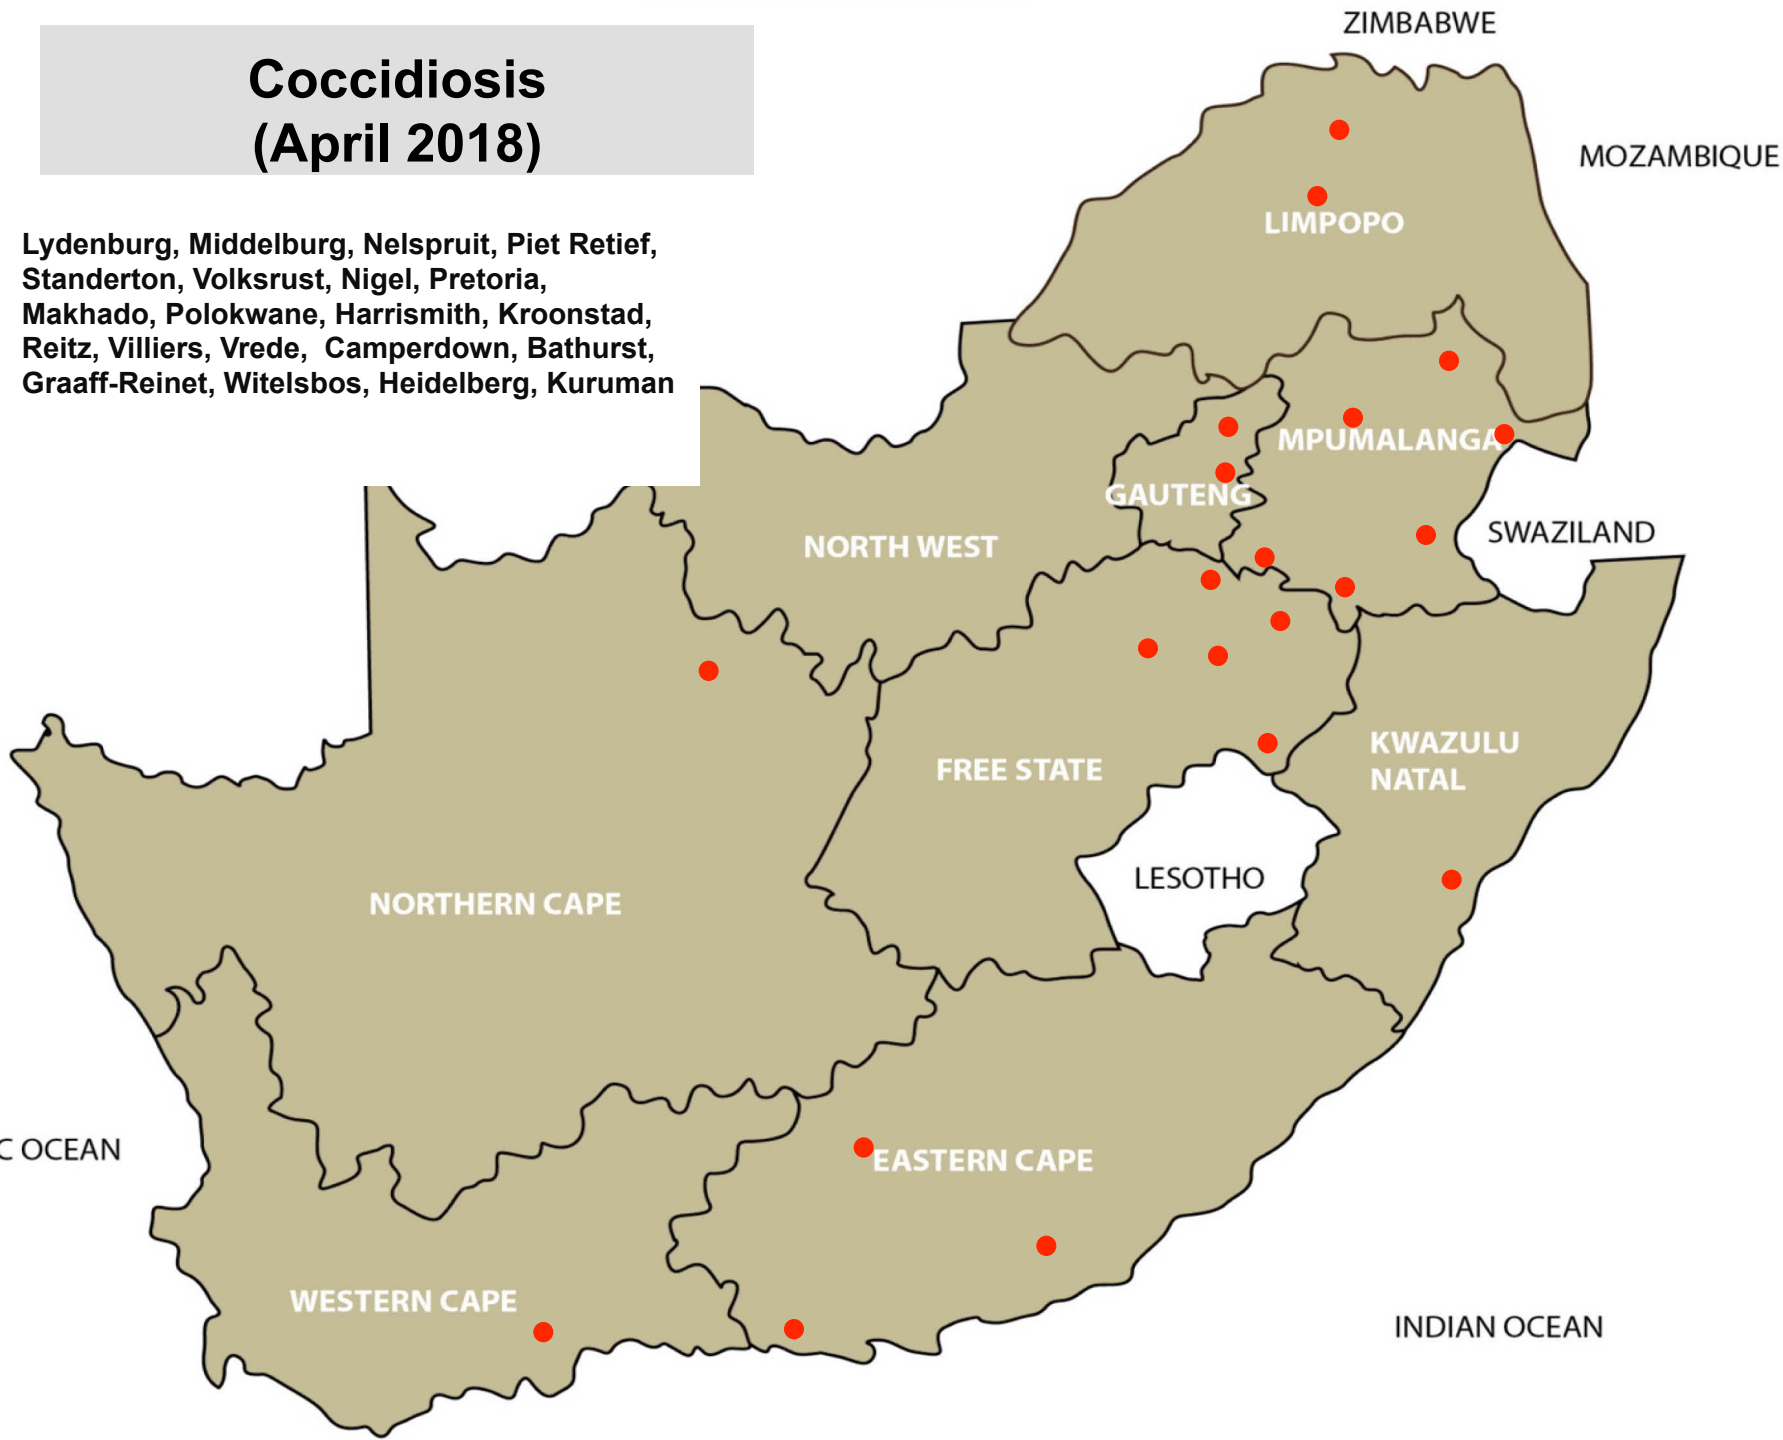 Coccidiosis
(April 2018)
Lydenburg, Middelburg, Nelspruit, Piet Retief,
Standerton, Volksrust, Nigel, Pretoria,
Makhado, Polokwane, Harrismith, Kroonstad,
Reitz, Villiers, Vrede, Camperdown, Bathurst,
Graaff-Reinet, Witelsbos, Heidelberg, Kuruman
ZIMBABWE
MOZAMBIQUE
LIMPOPO
MPUMALANGA
GAUTENG
SWAZILAND
NORTH WEST
KWAZULU
NATAL
FREE STATE
LESOTHO
NORTHERN CAPE
C OCEAN
EASTERN CAPE
WESTERN CAPE
INDIAN OCEAN